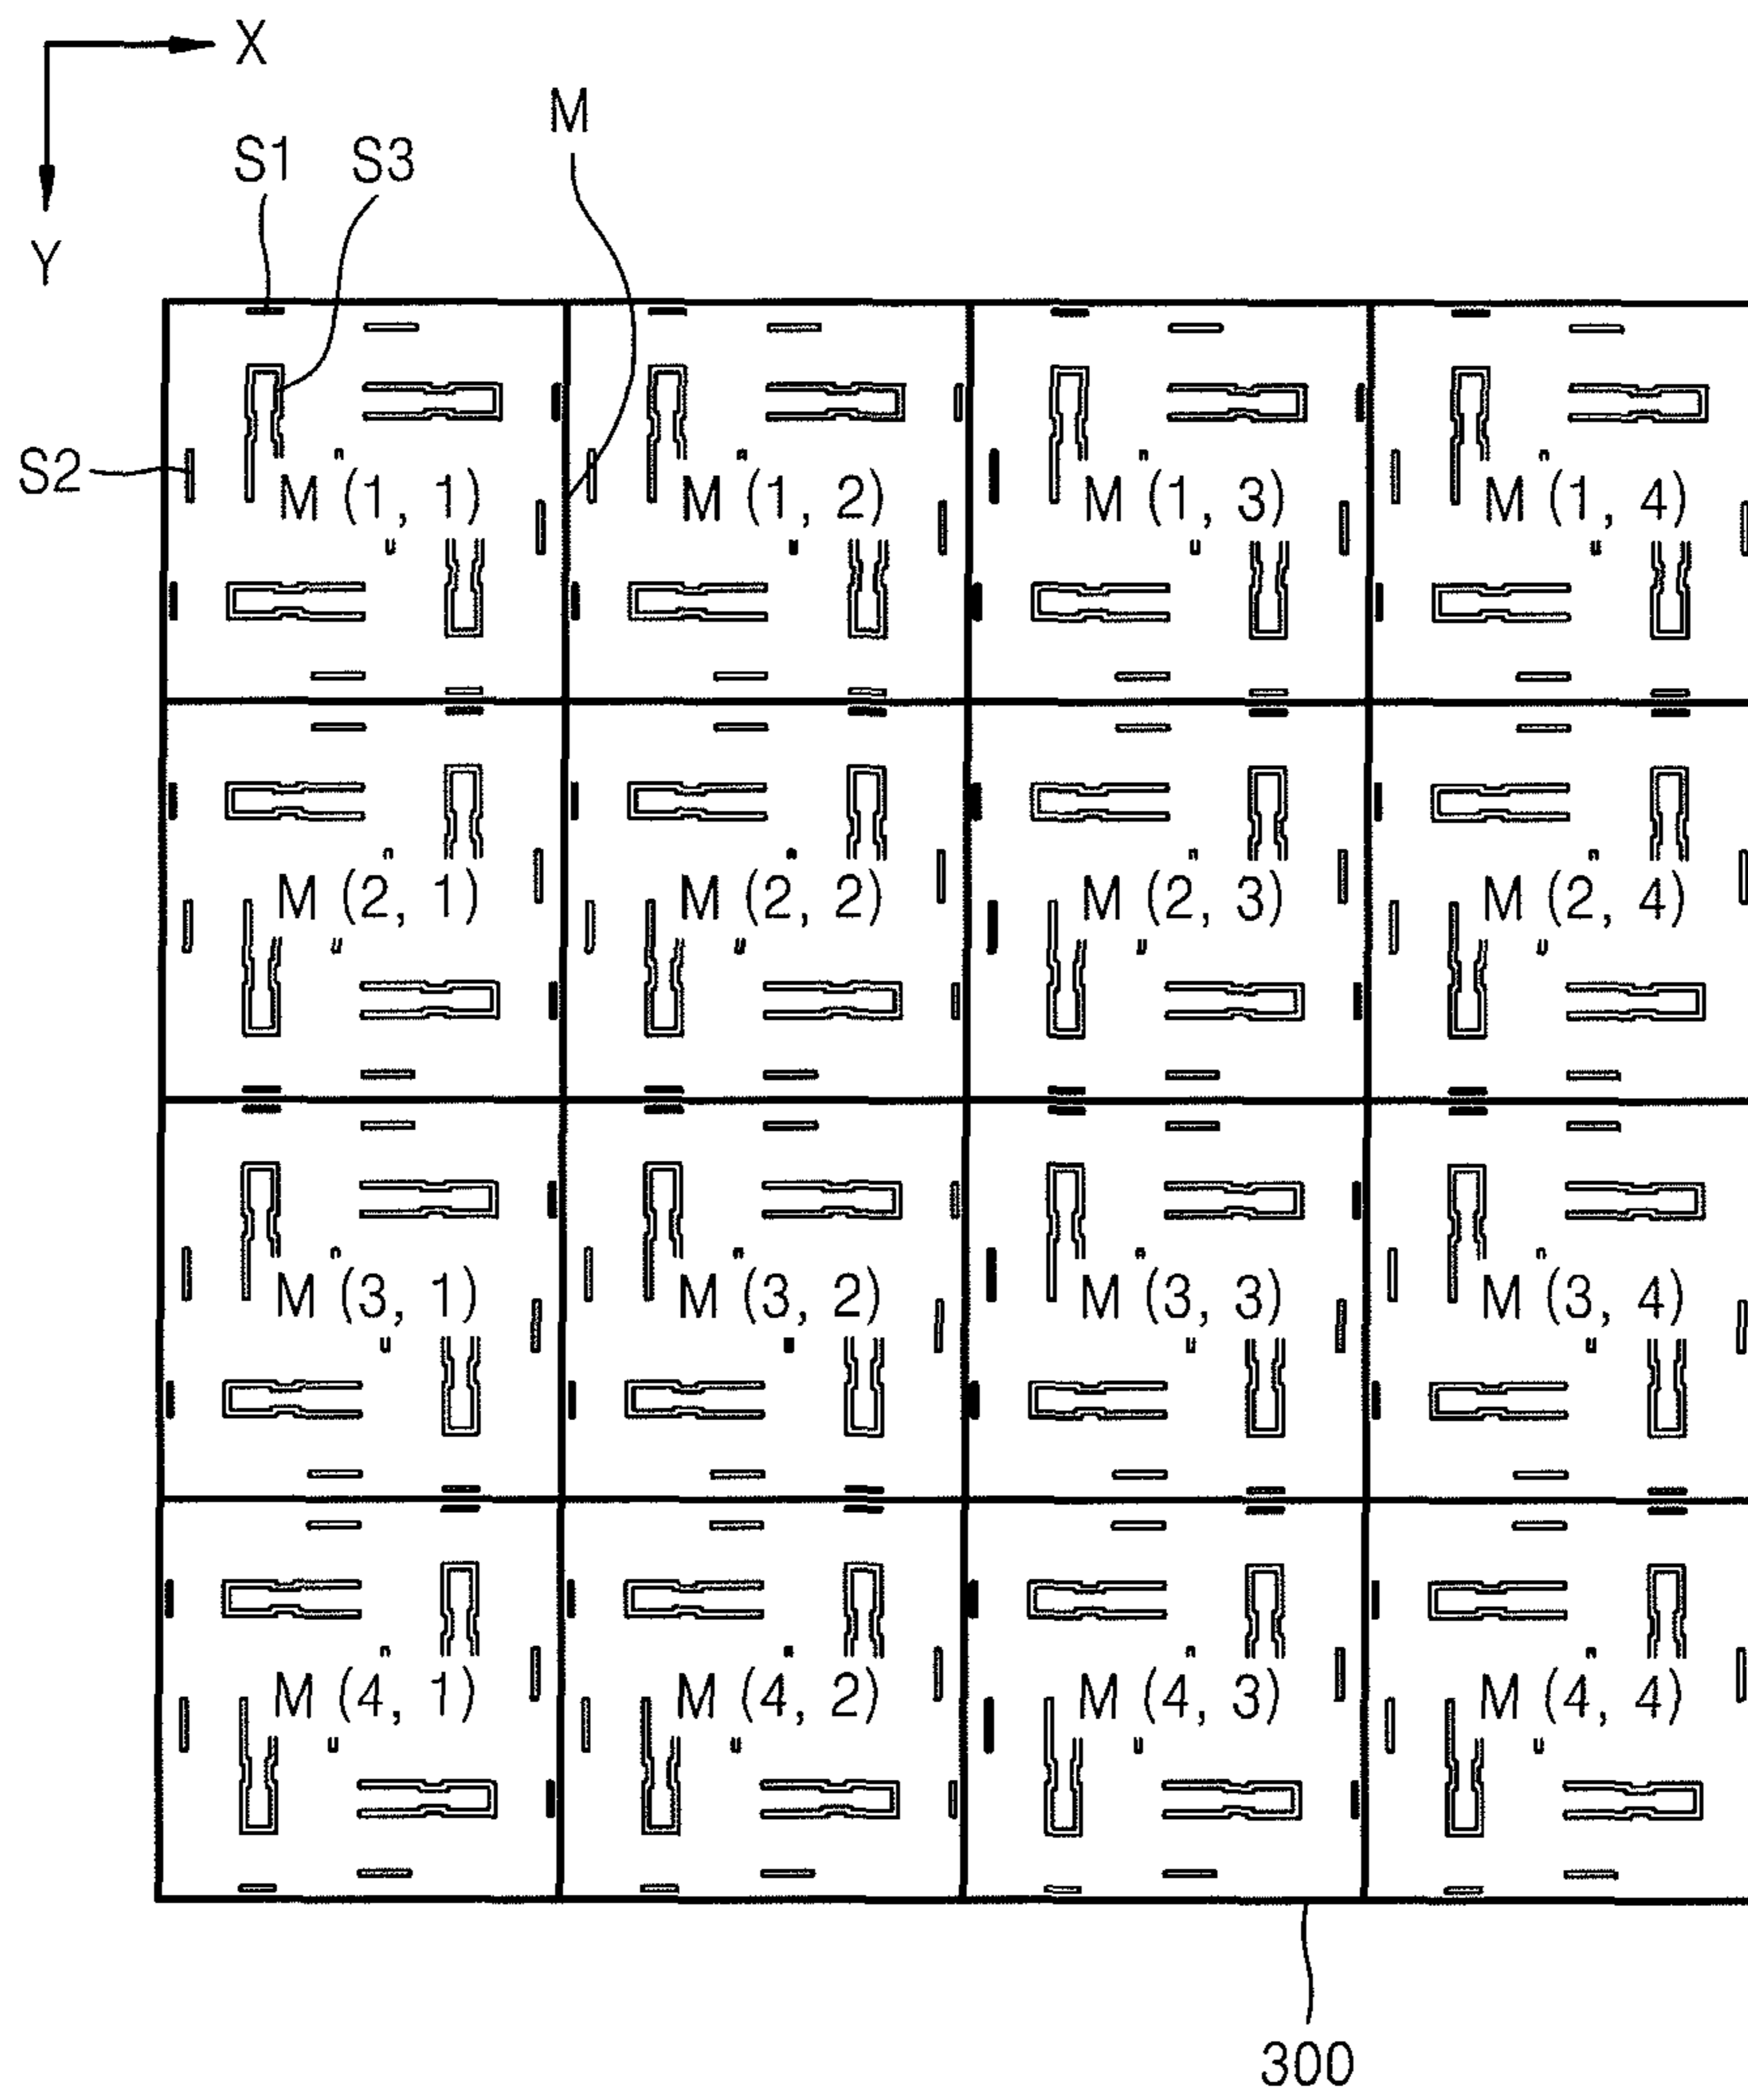 X
M
S1 S3
Y
S2
M (1, 1) M (1, 2) M (1, 3) M (1, 4)
M (2, 1) M (2, 2) M (2, 3) M (2, 4)
M (3, 1) M (3, 2) M (3, 3) M (3, 4)
M (4, 1) M (4, 2) M (4, 3) M (4, 4)
300